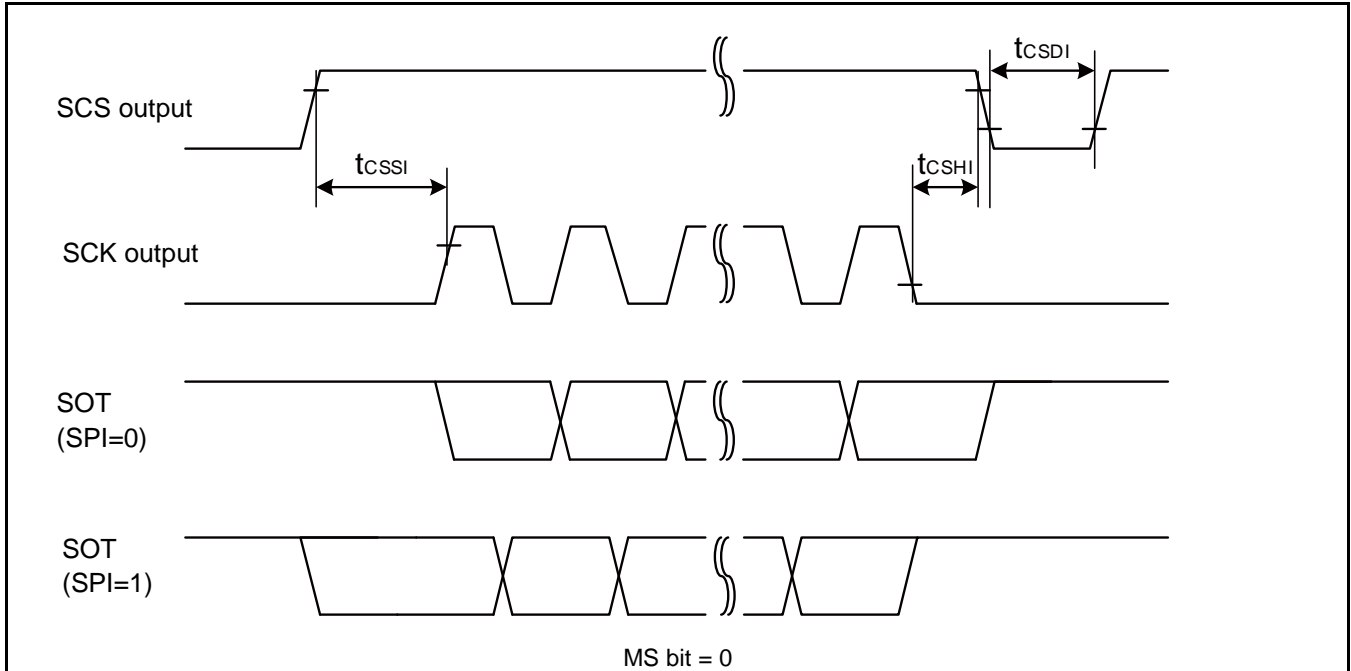 tCSDI
SCS output
tCSSI
tCSHI
SCK output
SOT
(SPI=0)
SOT
(SPI=1)
MS bit = 0